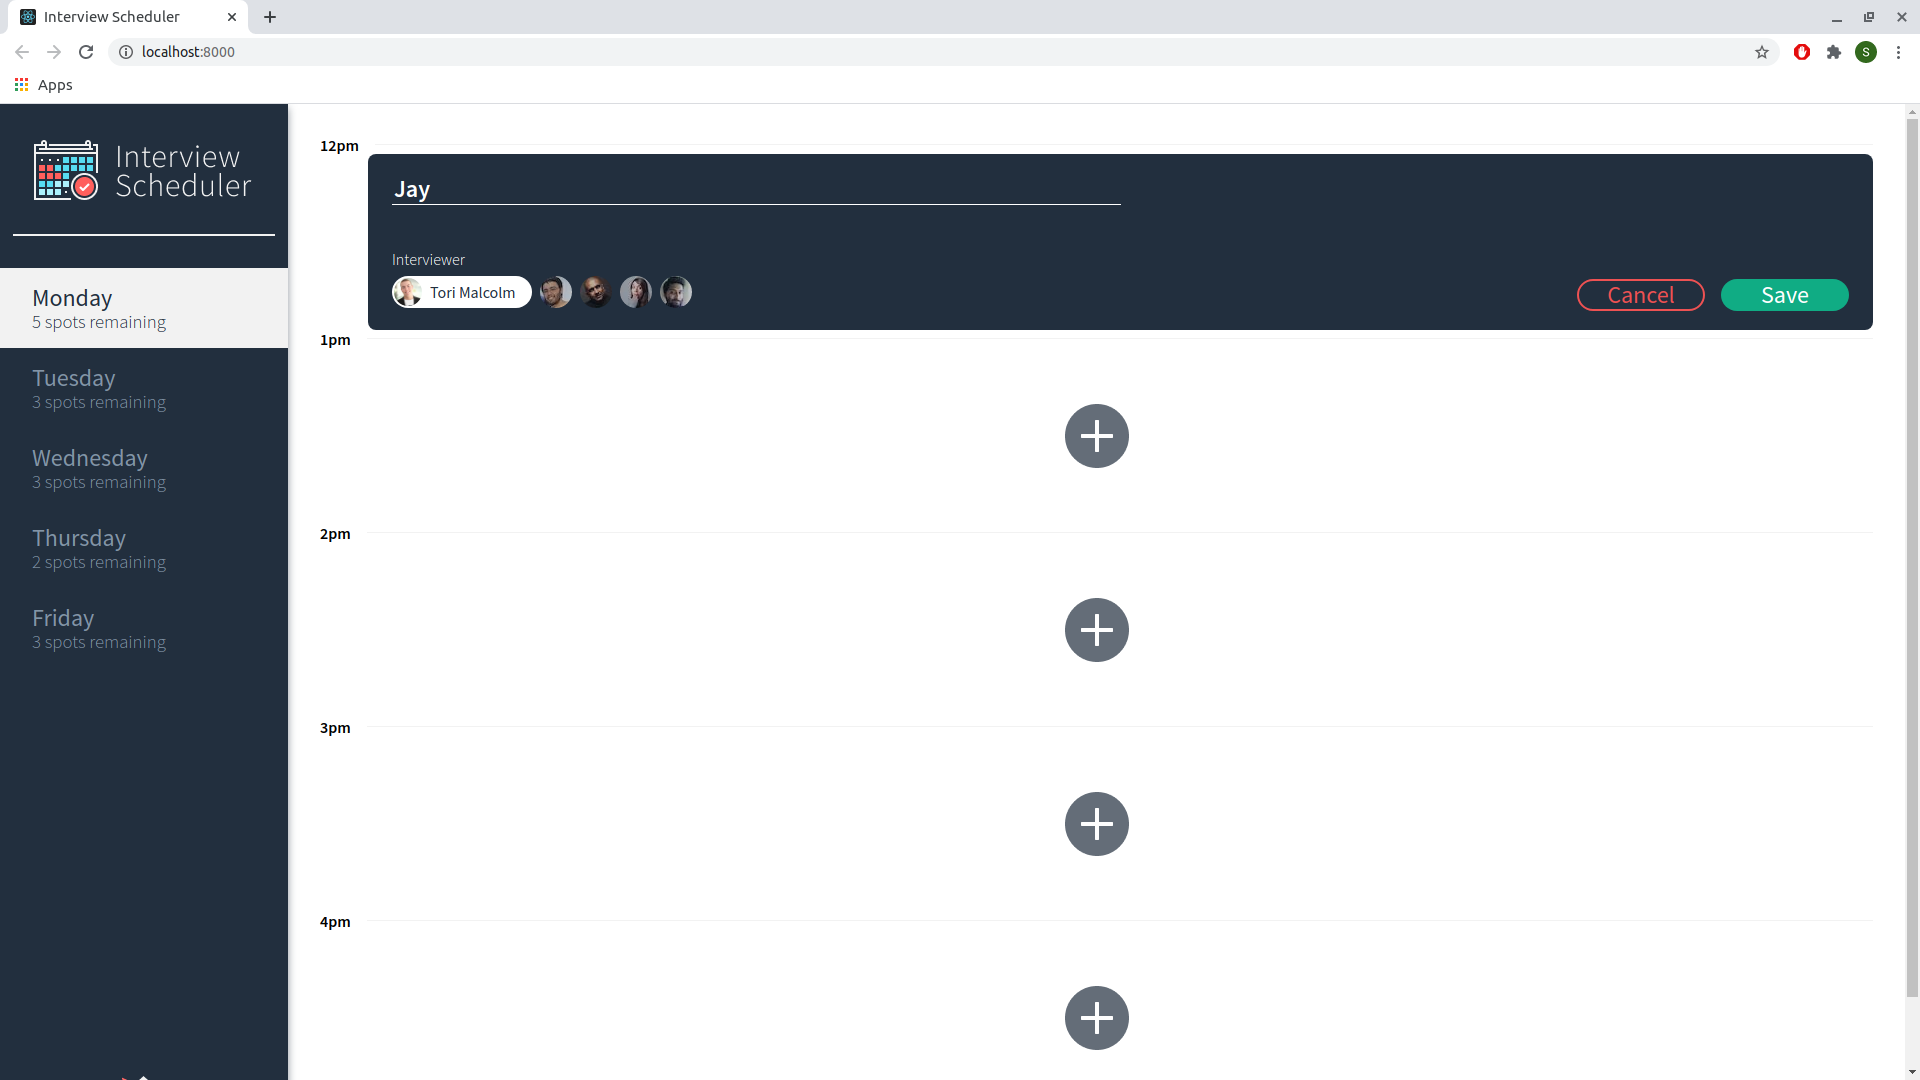 Interview Scheduler
localhost:8000
S
Apps
Interview
Scheduler
Monday
5 spots remaining
Tuesday
3 spots remaining
Wednesday
3 spots remaining
Thursday
2 spots remaining
Friday
3 spots remaining
12pm
Jay
Interviewer
Tori Malcolm
Cancel
Save
1pm
2pm
3pm
4pm